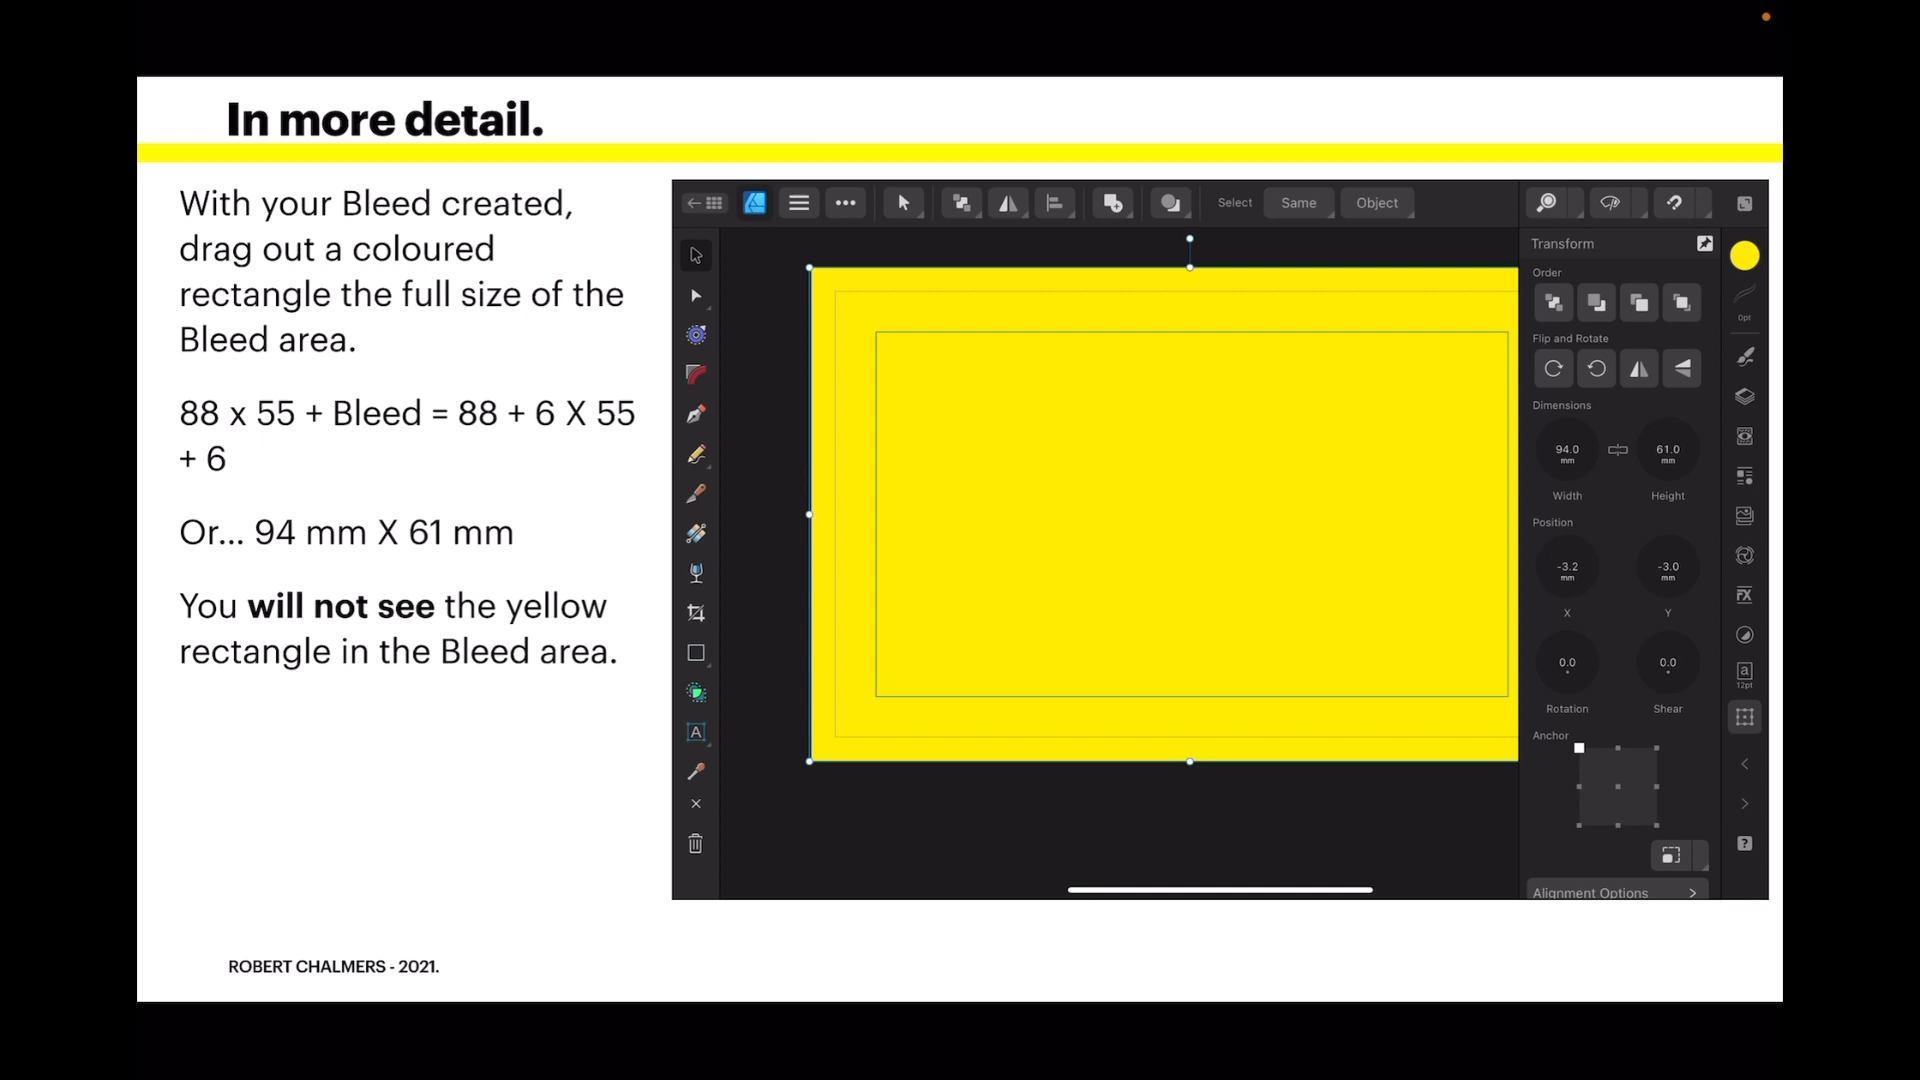 In more detail.
With your Bleed created,
drag out a coloured
rectangle the full size of the
Bleed area.
88 x 55 + Bleed = 88 + 6 X 55
+ 6
Or... 94 mm X 61 mm
You will not see the yellow
rectangle in the Bleed area.
Select
Same
Object
Transform
Order
0pt
Flip and Rotate
Dimensions
94.0 mm
61.0 mm
Width
Height
Position
-3.2 mm
-3.0 mm
X
Y
FX
0.0 °
0.0 °
a
12pt
Rotation
Shear
A
Anchor
?
Alignment Options
ROBERT CHALMERS - 2021.